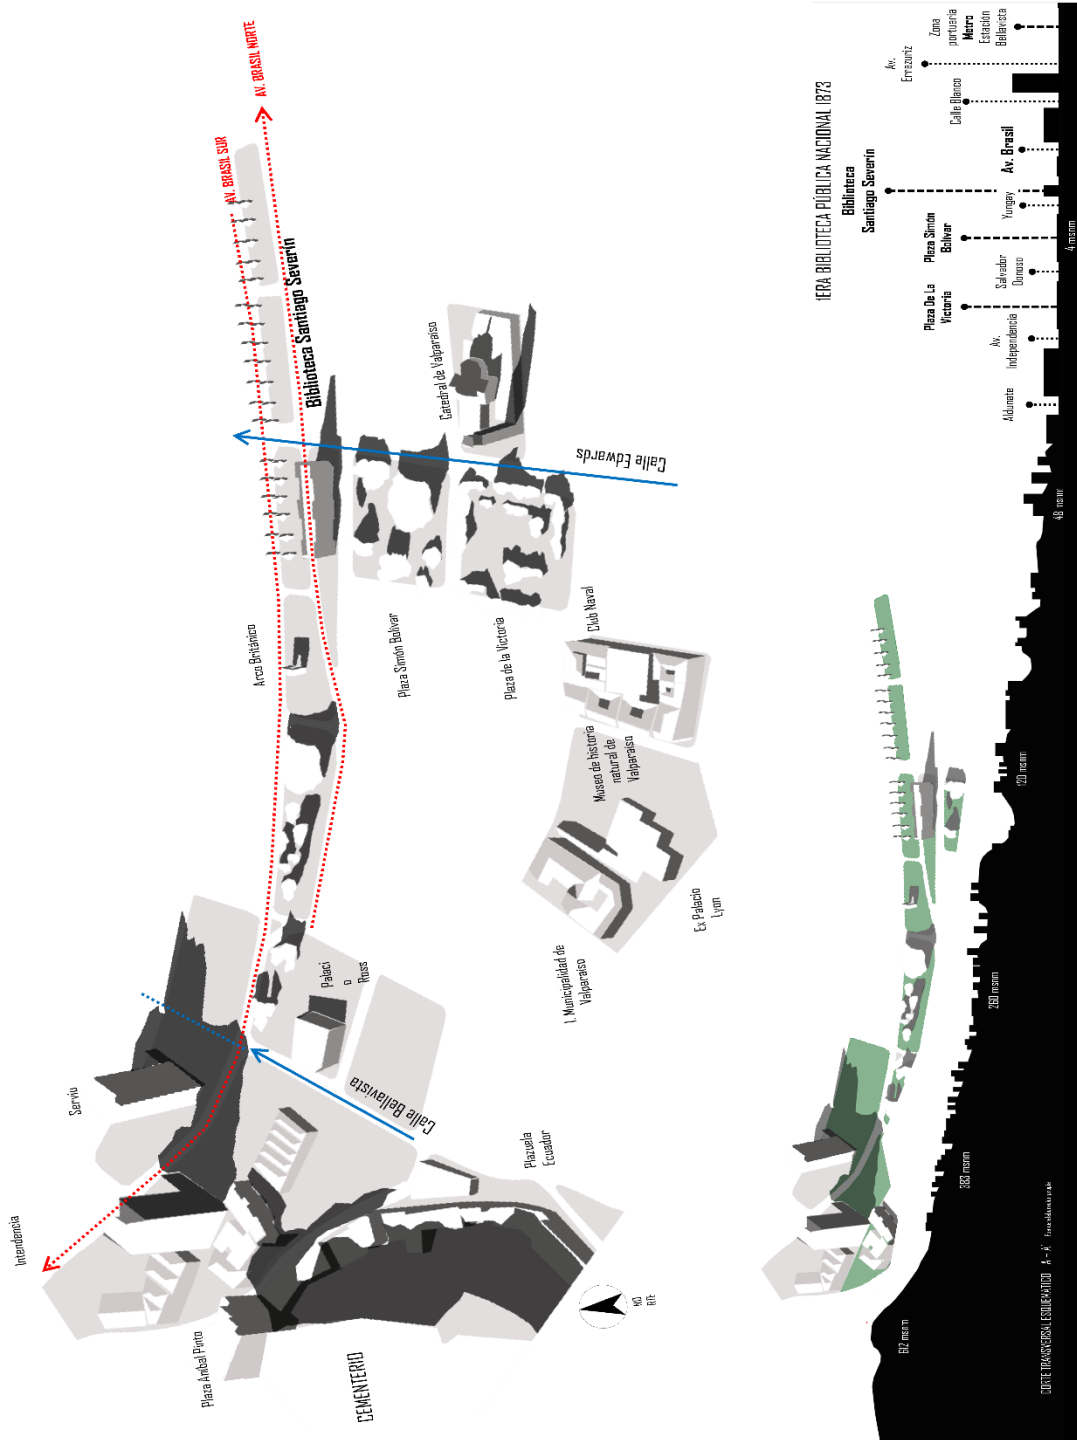 AV. BRASIL NORTE
AV. BRASIL SUR
Biblioteca Santiago Severín
Catedral de Valparaíso
Calle Edwards
Arco Británico
Plaza Simón Bolívar
Plaza de la Victoria
Club Naval
Museo de historia
natural de
Valparaíso
Ex Palacio
Lyon
I. Municipalidad de
Valparaíso
Palaci
o
Ross
Calle Bellavista
Serviu
Plazuela
Ecuador
Intendencia
Plaza Aníbal Pinto
CEMENTERIO
NO
RTE
1ERA BIBLIOTECA PÚBLICA NACIONAL 1873
Biblioteca
Santiago Severín
Zona
portuaria
Metro
Estación
Bellavista
Av.
Errazuriz
Calle Blanco
Av. Brasil
Yungay
Plaza Simón
Bolívar
Salvador
Donoso
Plaza De La
Victoria
Av.
Independencia
Aldunate
4 msnm
48 msnm
120 msnm
260 msnm
383 msnm
612 msnm
CORTE TRANSVERSAL ESQUEMÁTICO A - A´